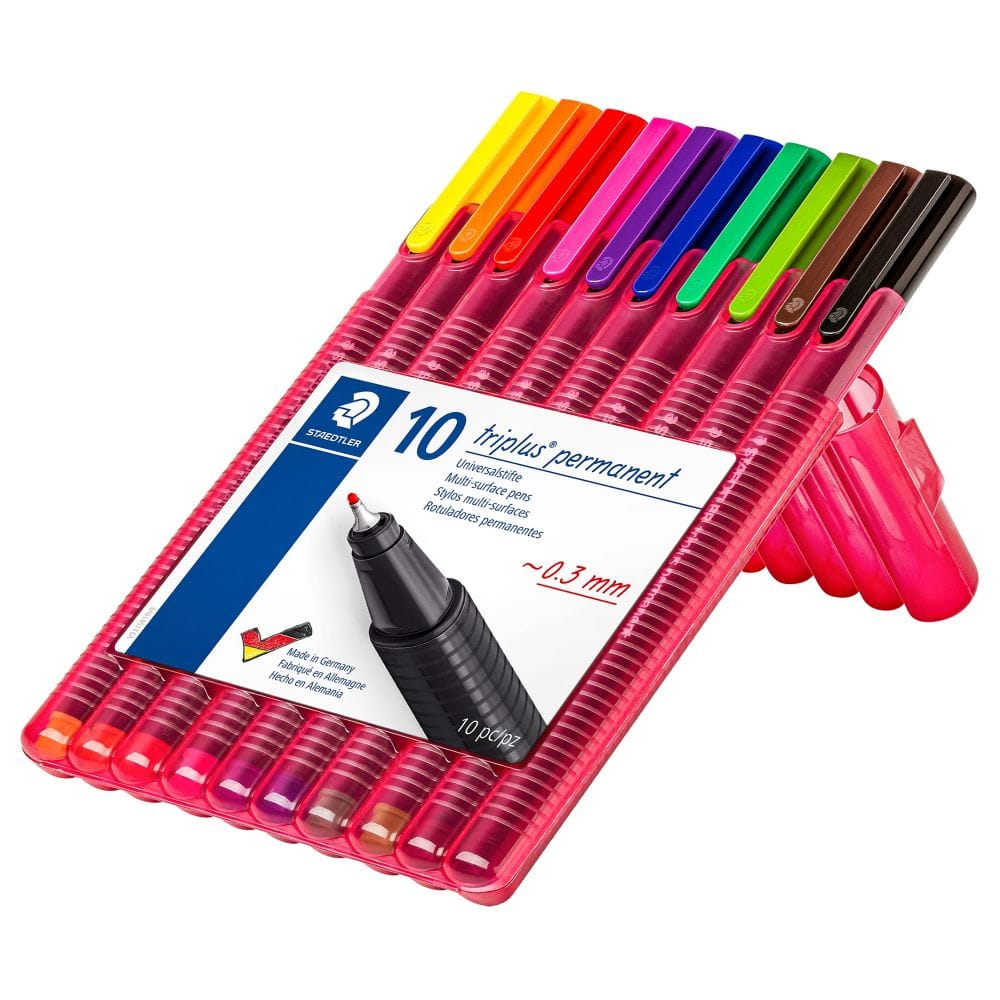 STAEDTLER
10 triplus® permanent
Universalstifte
Multi-surface pens
Stylos multi-surfaces
Rotuladores permanentes
~0.3 mm
Made in Germany
Fabriqué en Allemagne
Hecho en Alemania
10 pc/pz